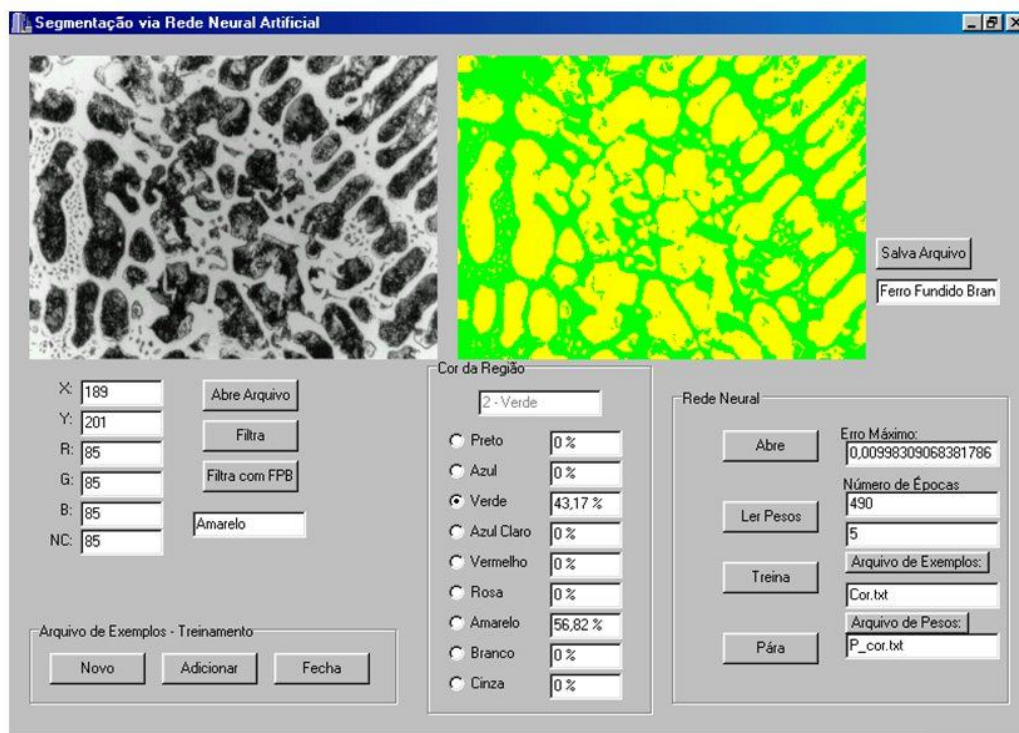 Segmentação via Rede Neural Artificial
Salva Arquivo
Ferro Fundido Bran
X: 189
Y: 201
R: 85
G: 85
B: 85
NC: 85
Abre Arquivo
Filtra
Filtra com FPB
Amarelo
Arquivo de Exemplos - Treinamento
Novo Adicionar Fecha
Cor da Região
2 - Verde
Preto 0 %
Azul 0 %
Verde 43,17 %
Azul Claro 0 %
Vermelho 0 %
Rosa 0 %
Amarelo 56,82 %
Branco 0 %
Cinza 0 %
Rede Neural
Abre
Ler Pesos
Treina
Pára
Erro Máximo:
0,00998309068381786
Número de Épocas
490
5
Arquivo de Exemplos:
Cor.txt
Arquivo de Pesos:
P_cor.txt